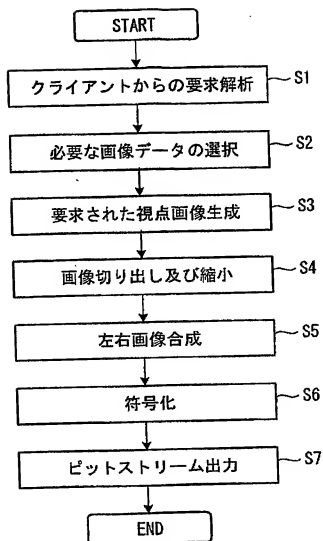 START
クライアントからの要求解析
S1
必要な画像データの選択
S2
要求された視点画像生成
S3
画像切り出し及び縮小
S4
左右画像合成
S5
符号化
S6
ビットストリーム出力
S7
END